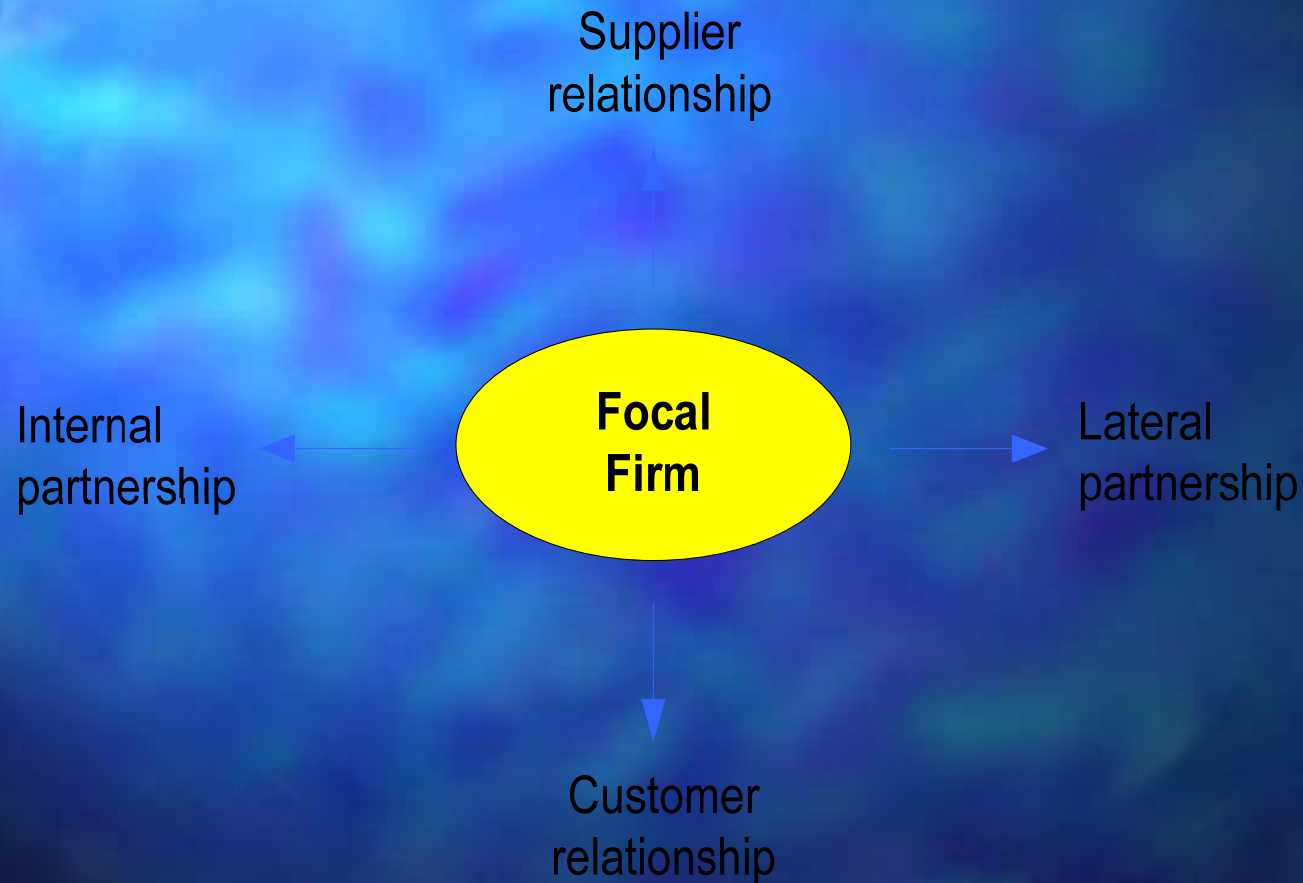 Supplier
relationship
Focal
Firm
Internal
partnership
Lateral
partnership
Customer
relationship